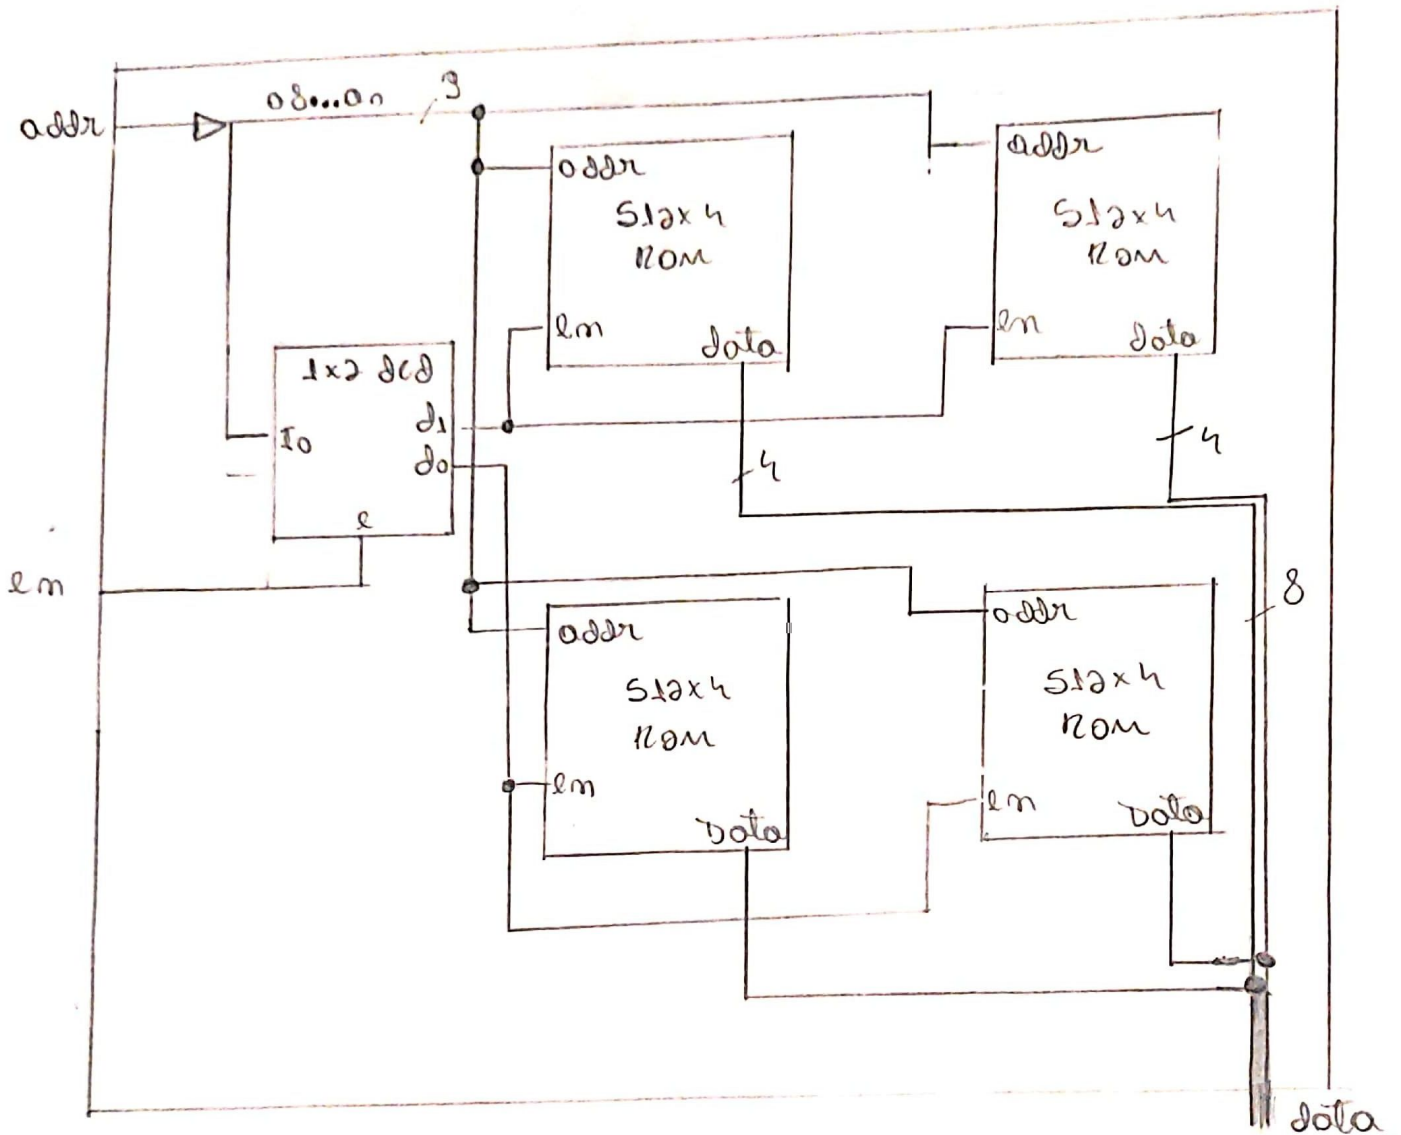 addr
a8...a0
9
addr
512x4
ROM
en
data
addr
512x4
ROM
en
data
1x2 dcd
I0
d1
d0
e
4
4
en
8
addr
512x4
ROM
en
Data
addr
512x4
ROM
en
Data
data